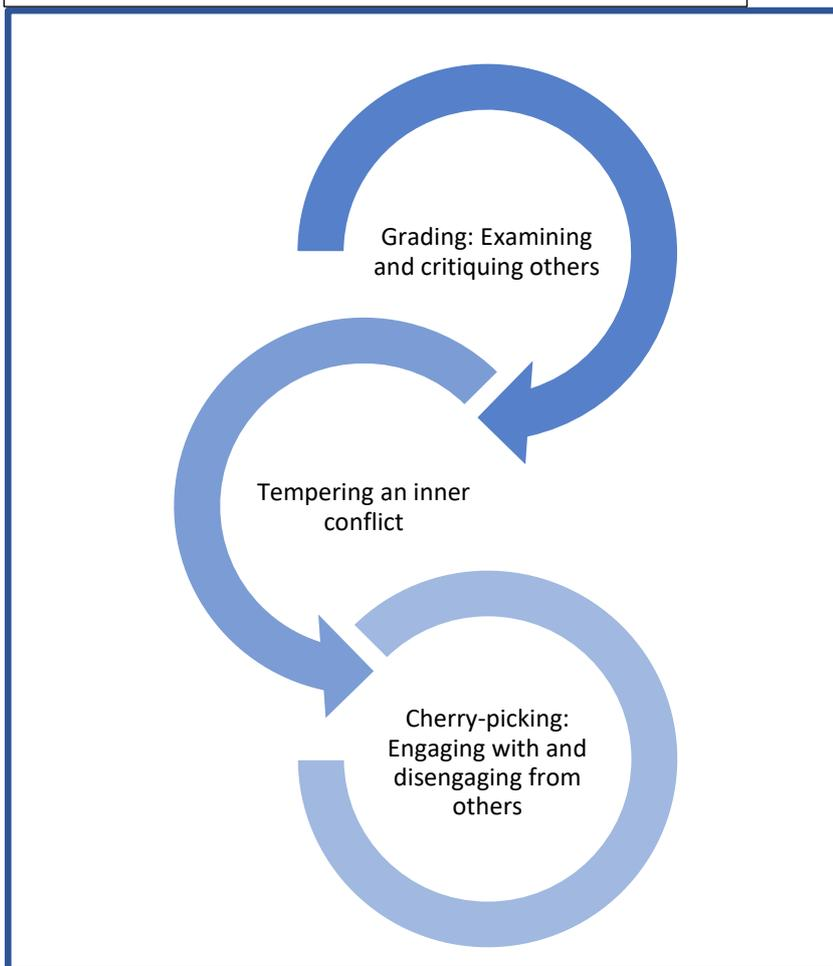 Grading: Examining
and critiquing others
Tempering an inner
conflict
Cherry-picking:
Engaging with and
disengaging from
others